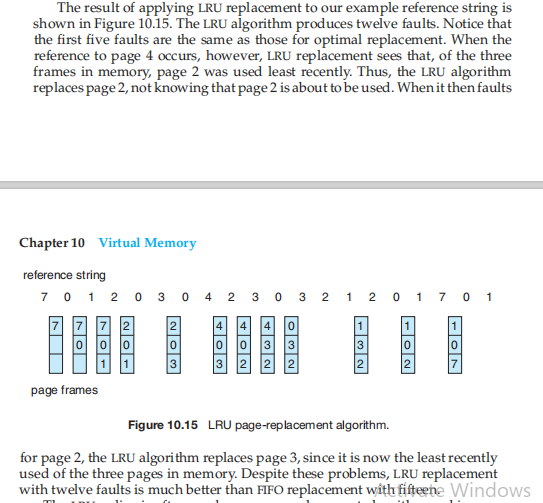 The result of applying LRU replacement to our example reference string is
shown in Figure 10.15. The LRU algorithm produces twelve faults. Notice that
the first five faults are the same as those for optimal replacement. When the
reference to page 4 occurs, however, LRU replacement sees that, of the three
frames in memory, page 2 was used least recently. Thus, the LRU algorithm
replaces page 2, not knowing that page 2 is about to be used. When it then faults
Chapter 10 Virtual Memory
reference string
7 0 1 2 0 3 0 4 2 3 0 3 2 1 2 0 1 7 0 1
7 7 7 2 2 4 4 4 0 1 1 1
0 0 0 0 0 0 3 3 3 0 0
1 1 3 3 2 2 2 2 2 7
page frames
Figure 10.15 LRU page-replacement algorithm.
for page 2, the LRU algorithm replaces page 3, since it is now the least recently
used of the three pages in memory. Despite these problems, LRU replacement
with twelve faults is much better than FIFO replacement with fifteen.
Activate Windows